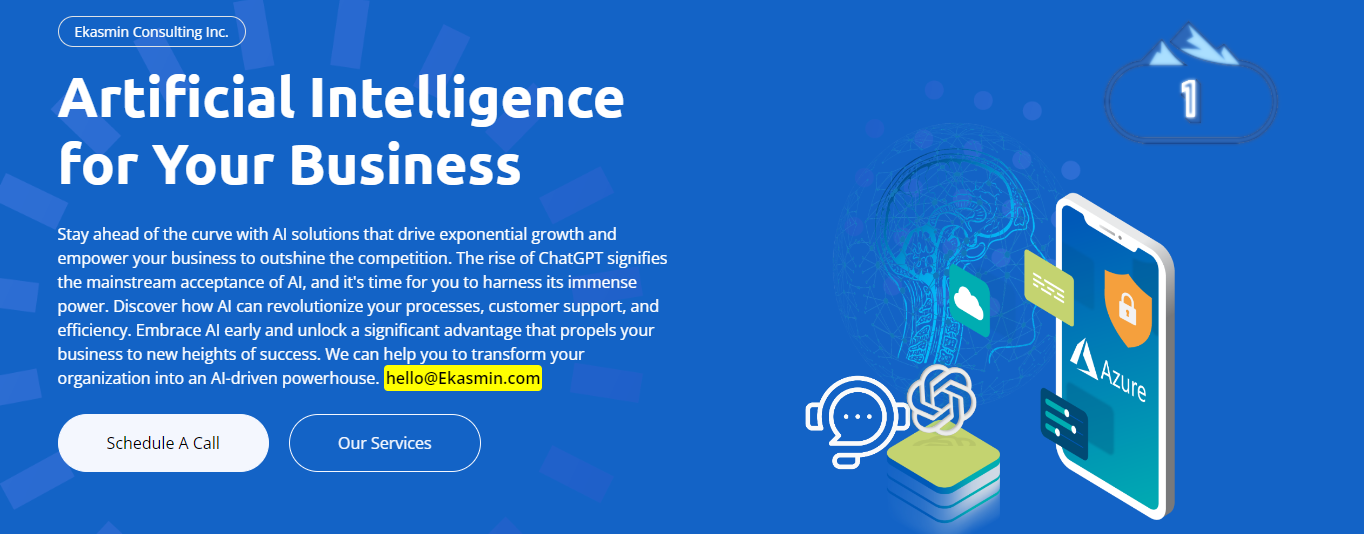 Ekasmin Consulting Inc.
Artificial Intelligence
for Your Business
Stay ahead of the curve with AI solutions that drive exponential growth and
empower your business to outshine the competition. The rise of ChatGPT signifies
the mainstream acceptance of AI, and it's time for you to harness its immense
power. Discover how AI can revolutionize your processes, customer support, and
efficiency. Embrace AI early and unlock a significant advantage that propels your
business to new heights of success. We can help you to transform your
organization into an AI-driven powerhouse. hello@Ekasmin.com
Schedule A Call
Our Services
1
Azure